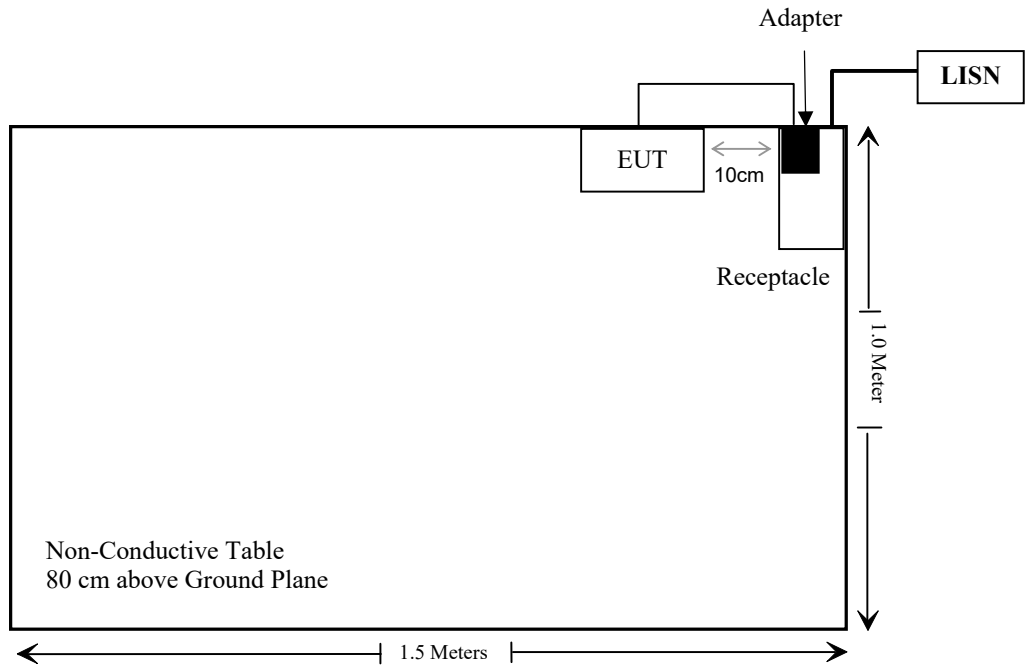 Adapter
LISN
EUT
10cm
Receptacle
1.0 Meter
Non-Conductive Table
80 cm above Ground Plane
1.5 Meters